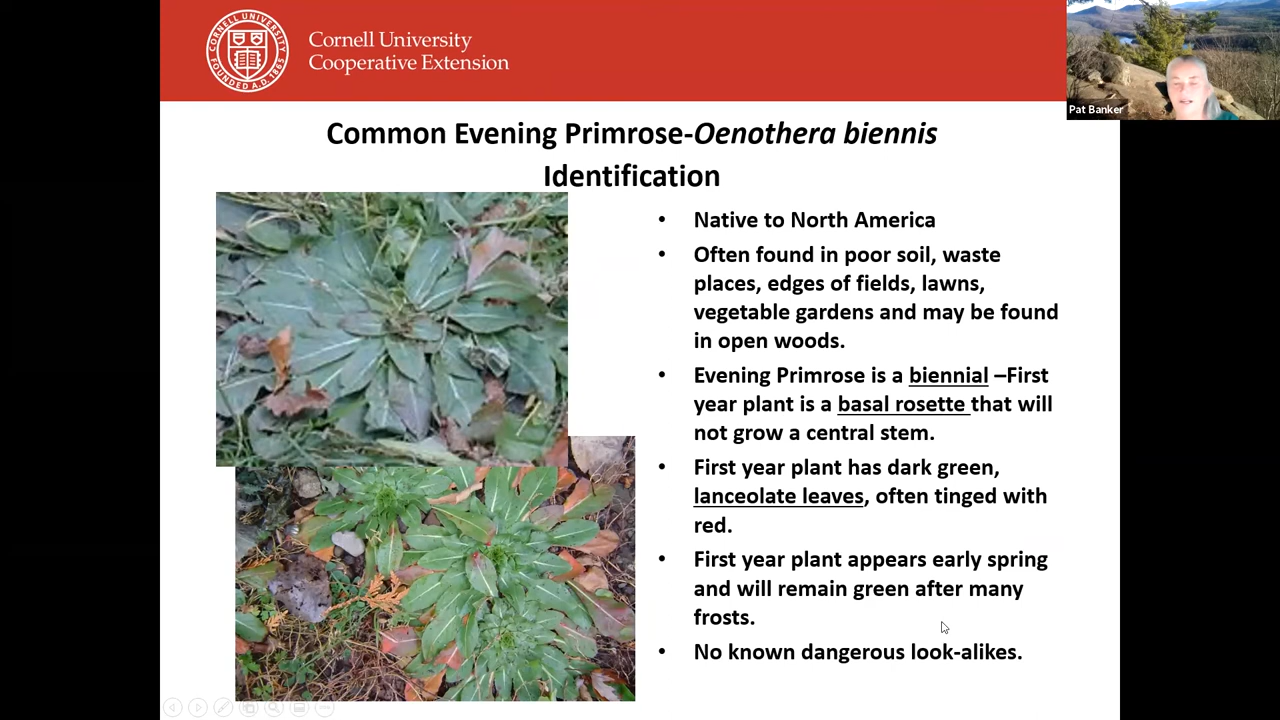 CORNELL UNIVERSITY
FOUNDED A.D. 1865
Cornell University
Cooperative Extension
Pat Banker
Common Evening Primrose-Oenothera biennis
Identification
• Native to North America
• Often found in poor soil, waste
places, edges of fields, lawns,
vegetable gardens and may be found
in open woods.
• Evening Primrose is a biennial –First
year plant is a basal rosette that will
not grow a central stem.
• First year plant has dark green,
lanceolate leaves, often tinged with
red.
• First year plant appears early spring
and will remain green after many
frosts.
• No known dangerous look-alikes.